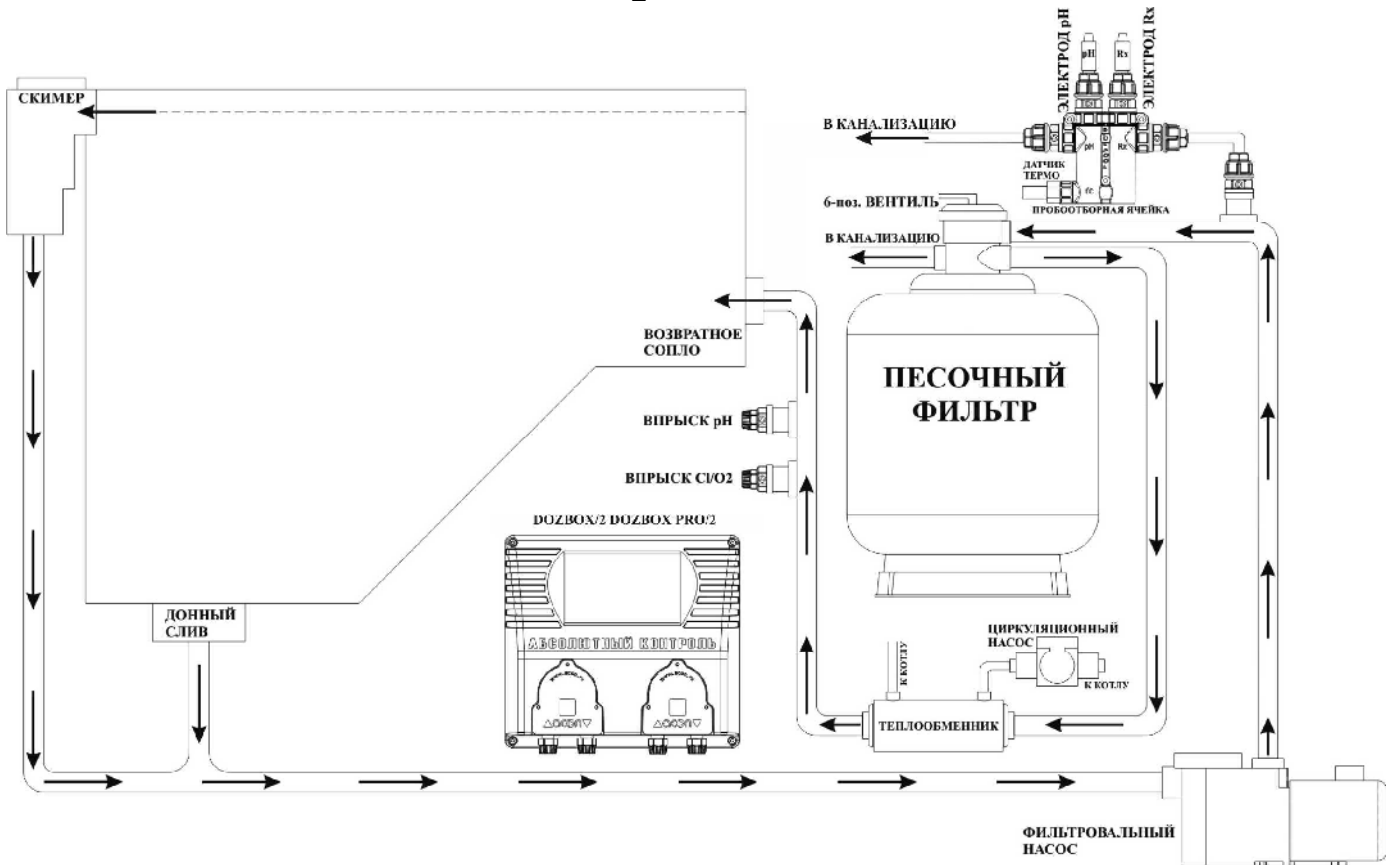 ЭЛЕКТРОД pH
ЭЛЕКТРОД Rx
pH
Rx
СКИМЕР
В КАНАЛИЗАЦИЮ
pH
Rx
ДАТЧИК
ТЕРМО
ПРОБООТБОРНАЯ ЯЧЕЙКА
6-поз. ВЕНТИЛЬ
В КАНАЛИЗАЦИЮ
ВОЗВРАТНОЕ
СОПЛО
ПЕСОЧНЫЙ
ФИЛЬТР
ВПРЫСК pH
ВПРЫСК Cl/O2
DOZBOX/2 DOZBOX PRO/2
ДОННЫЙ
СЛИВ
АБСОЛЮТНЫЙ КОНТРОЛЬ
ЦИРКУЛЯЦИОННЫЙ
НАСОС
К КОТЛУ
К КОТЛУ
ТЕПЛООБМЕННИК
ФИЛЬТРОВАЛЬНЫЙ
НАСОС